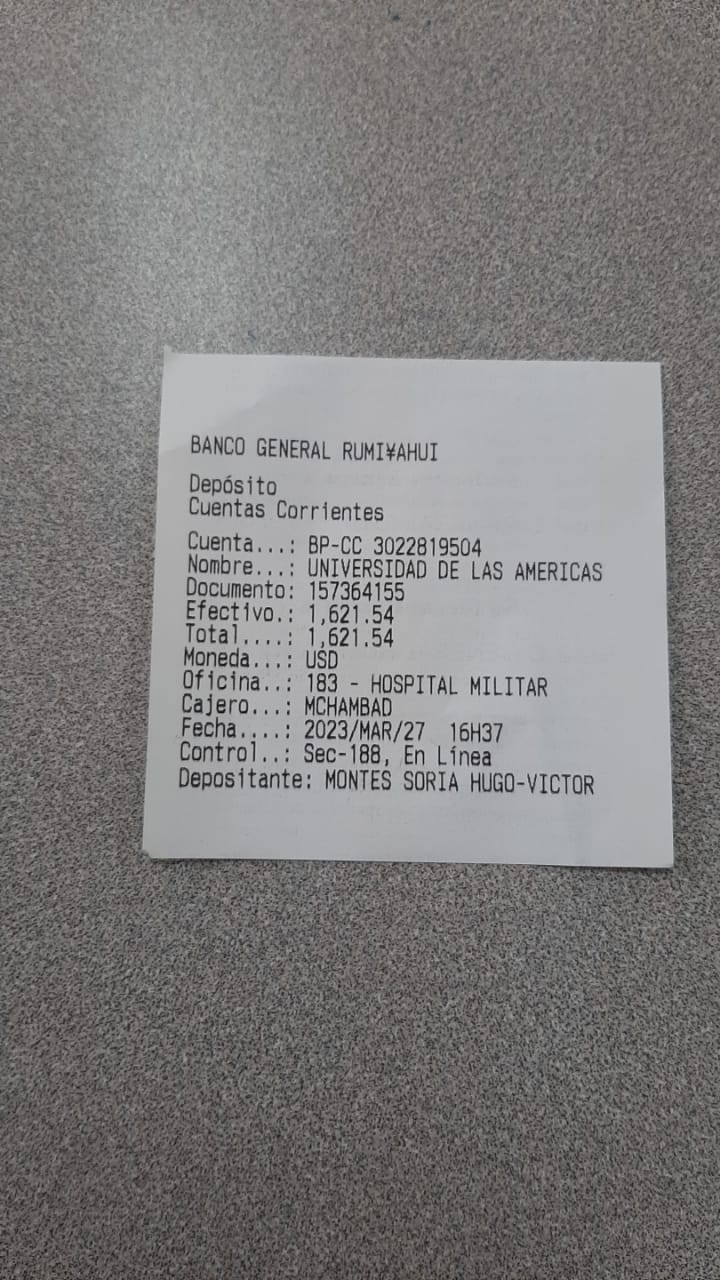 BANCO GENERAL RUMI¥AHUI
Depósito
Cuentas Corrientes
Cuenta...: BP-CC 3022819504
Nombre...: UNIVERSIDAD DE LAS AMERICAS
Documento: 157364155
Efectivo.: 1,621.54
Total....: 1,621.54
Moneda...: USD
Oficina..: 183 - HOSPITAL MILITAR
Cajero...: MCHAMBAD
Fecha....: 2023/MAR/27  16H37
Control..: Sec-188, En Línea
Depositante: MONTES SORIA HUGO-VICTOR